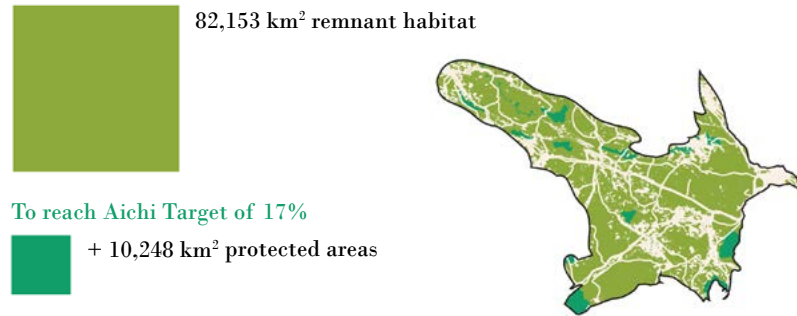 82,153 km² remnant habitat
To reach Aichi Target of 17%
+ 10,248 km² protected areas